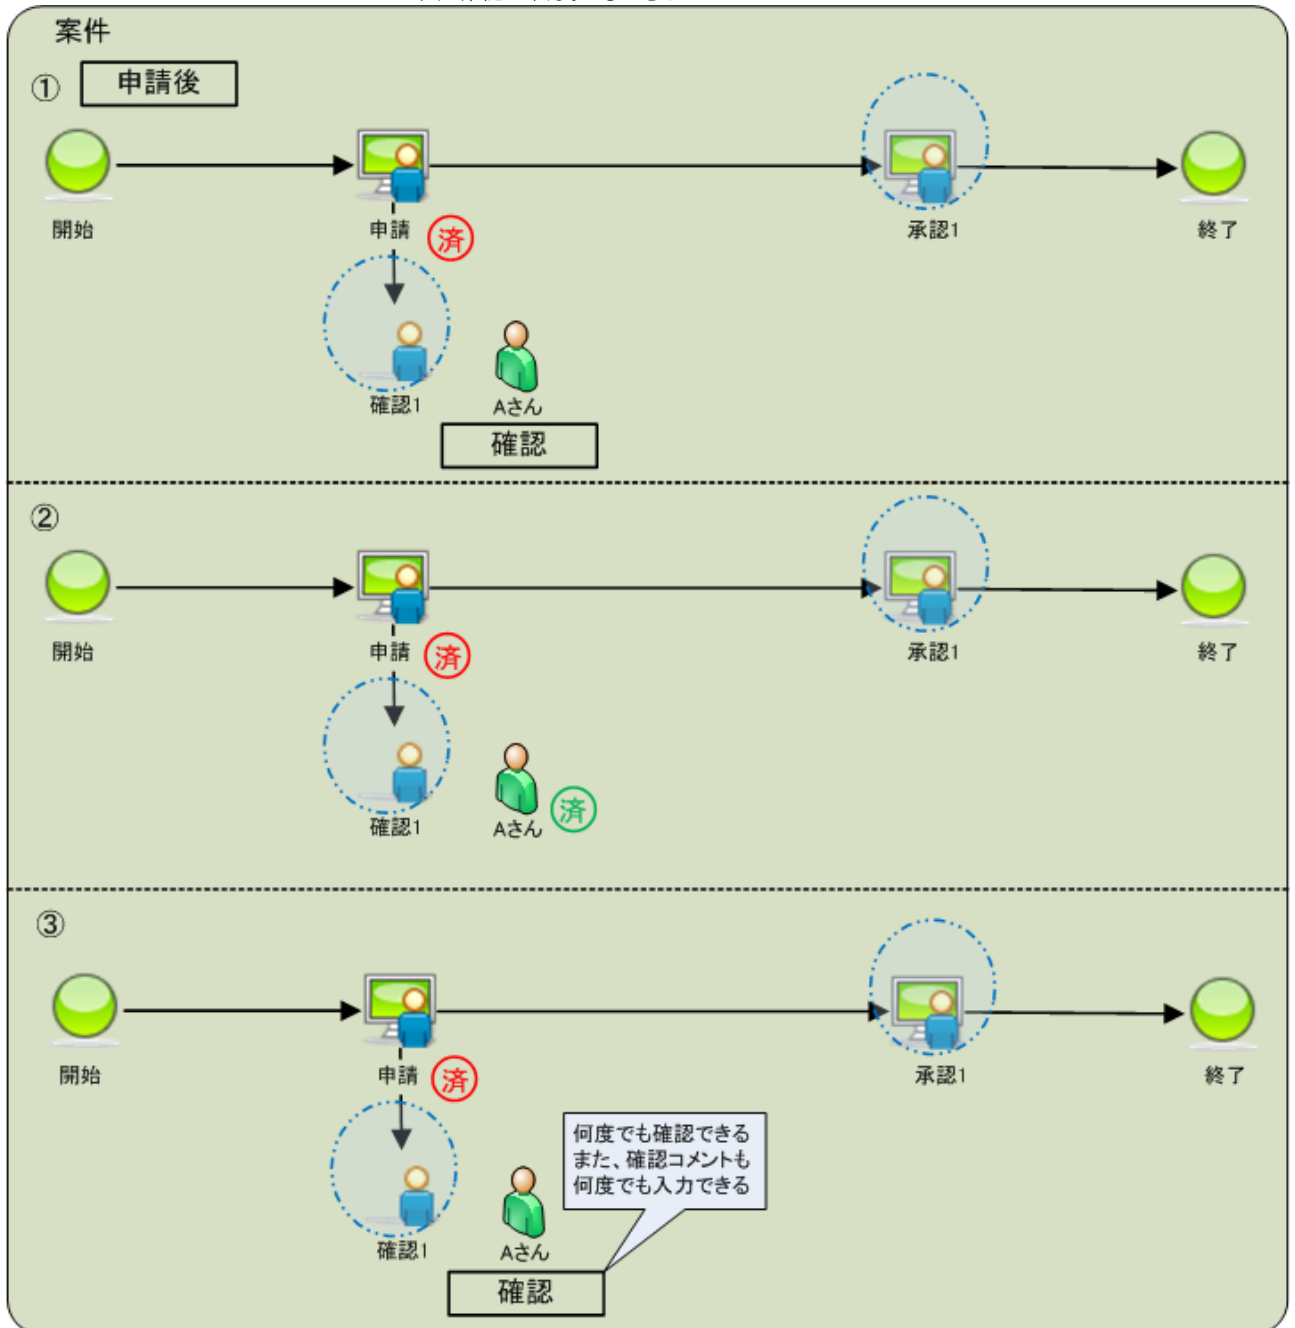 案件
① 申請後
開始
申請
済
承認1
終了
確認1
Aさん
確認
②
開始
申請
済
承認1
終了
確認1
Aさん
済
③
開始
申請
済
承認1
終了
何度でも確認できる
また、確認コメントも
何度でも入力できる
確認1
Aさん
確認